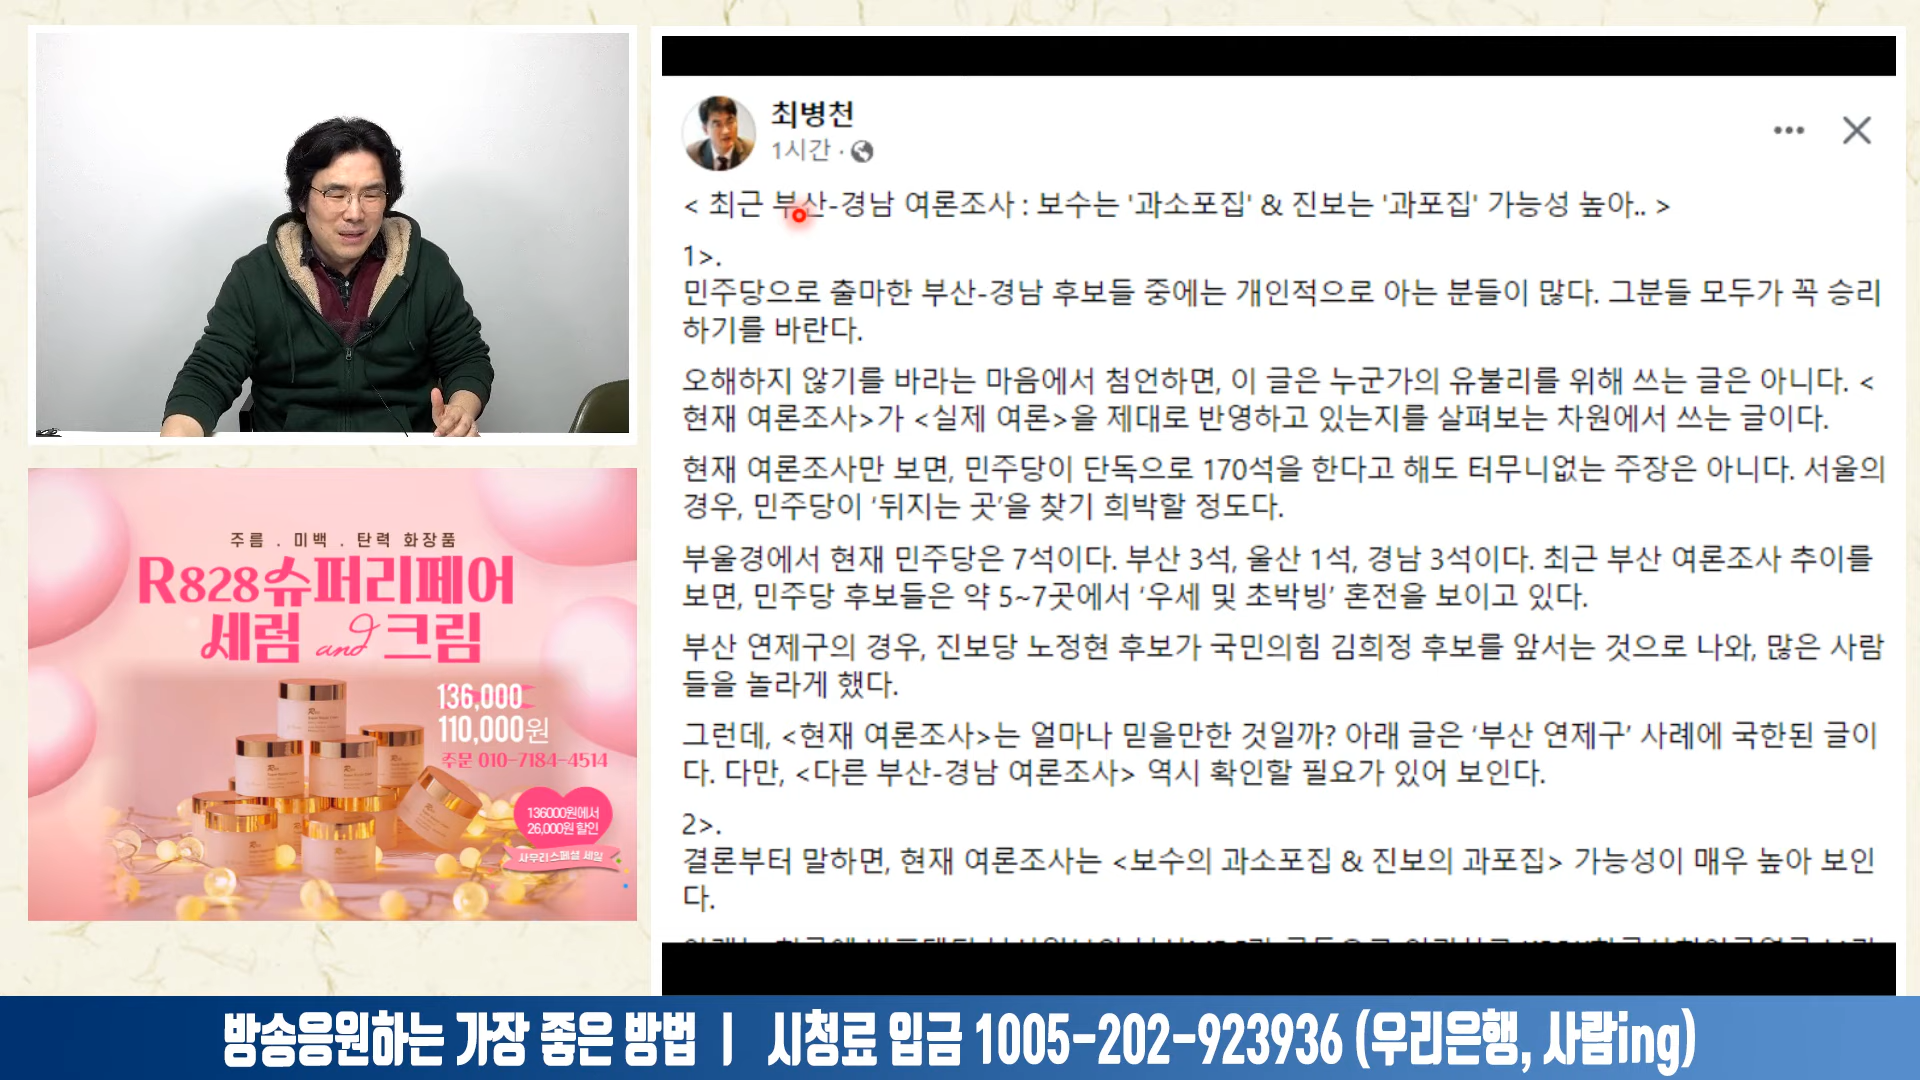 최병천
1시간 ·
< 최근 부산-경남 여론조사 : 보수는 '과소포집' & 진보는 '과포집' 가능성 높아.. >
1>.
민주당으로 출마한 부산-경남 후보들 중에는 개인적으로 아는 분들이 많다. 그분들 모두가 꼭 승리
하기를 바란다.
오해하지 않기를 바라는 마음에서 첨언하면, 이 글은 누군가의 유불리를 위해 쓰는 글은 아니다. <
현재 여론조사>가 <실제 여론>을 제대로 반영하고 있는지를 살펴보는 차원에서 쓰는 글이다.
현재 여론조사만 보면, 민주당이 단독으로 170석을 한다고 해도 터무니없는 주장은 아니다. 서울의
경우, 민주당이 ‘뒤지는 곳’을 찾기 희박할 정도다.
부울경에서 현재 민주당은 7석이다. 부산 3석, 울산 1석, 경남 3석이다. 최근 부산 여론조사 추이를
보면, 민주당 후보들은 약 5~7곳에서 ‘우세 및 초박빙’ 혼전을 보이고 있다.
부산 연제구의 경우, 진보당 노정현 후보가 국민의힘 김희정 후보를 앞서는 것으로 나와, 많은 사람
들을 놀라게 했다.
그런데, <현재 여론조사>는 얼마나 믿을만한 것일까? 아래 글은 ‘부산 연제구’ 사례에 국한된 글이
다. 다만, <다른 부산-경남 여론조사> 역시 확인할 필요가 있어 보인다.
2>.
결론부터 말하면, 현재 여론조사는 <보수의 과소포집 & 진보의 과포집> 가능성이 매우 높아 보인
다.
주름 . 미백 . 탄력 화장품
R828슈퍼리페어
세럼 and 크림
136,000
110,000원
주문 010-7184-4514
136000원에서
26,000원 할인
사무리스페셜 세일
방송응원하는 가장 좋은 방법 ㅣ 시청료 입금 1005-202-923936 (우리은행, 사람ing)